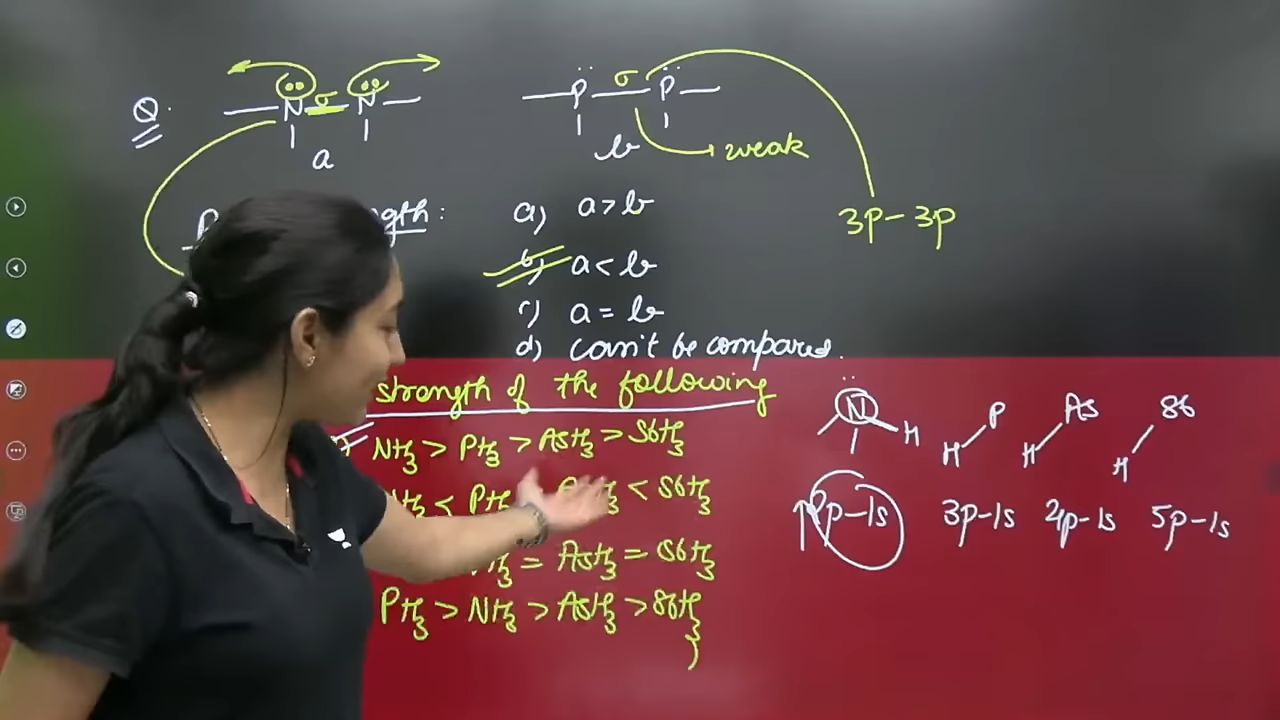 Q.
N σ N
P σ P
a
b
weak
a) a > b
3p-3p
b) a < b
c) a = b
d) can't be compared.
strength of the following
NH3 > PH3 > AsH3 > SbH3
< SbH3
= AsH3 = SbH3
PH3 > NH3 > AsH3 > SbH3
N H
P H
As H
Sb H
2p-1s 3p-1s 4p-1s 5p-1s